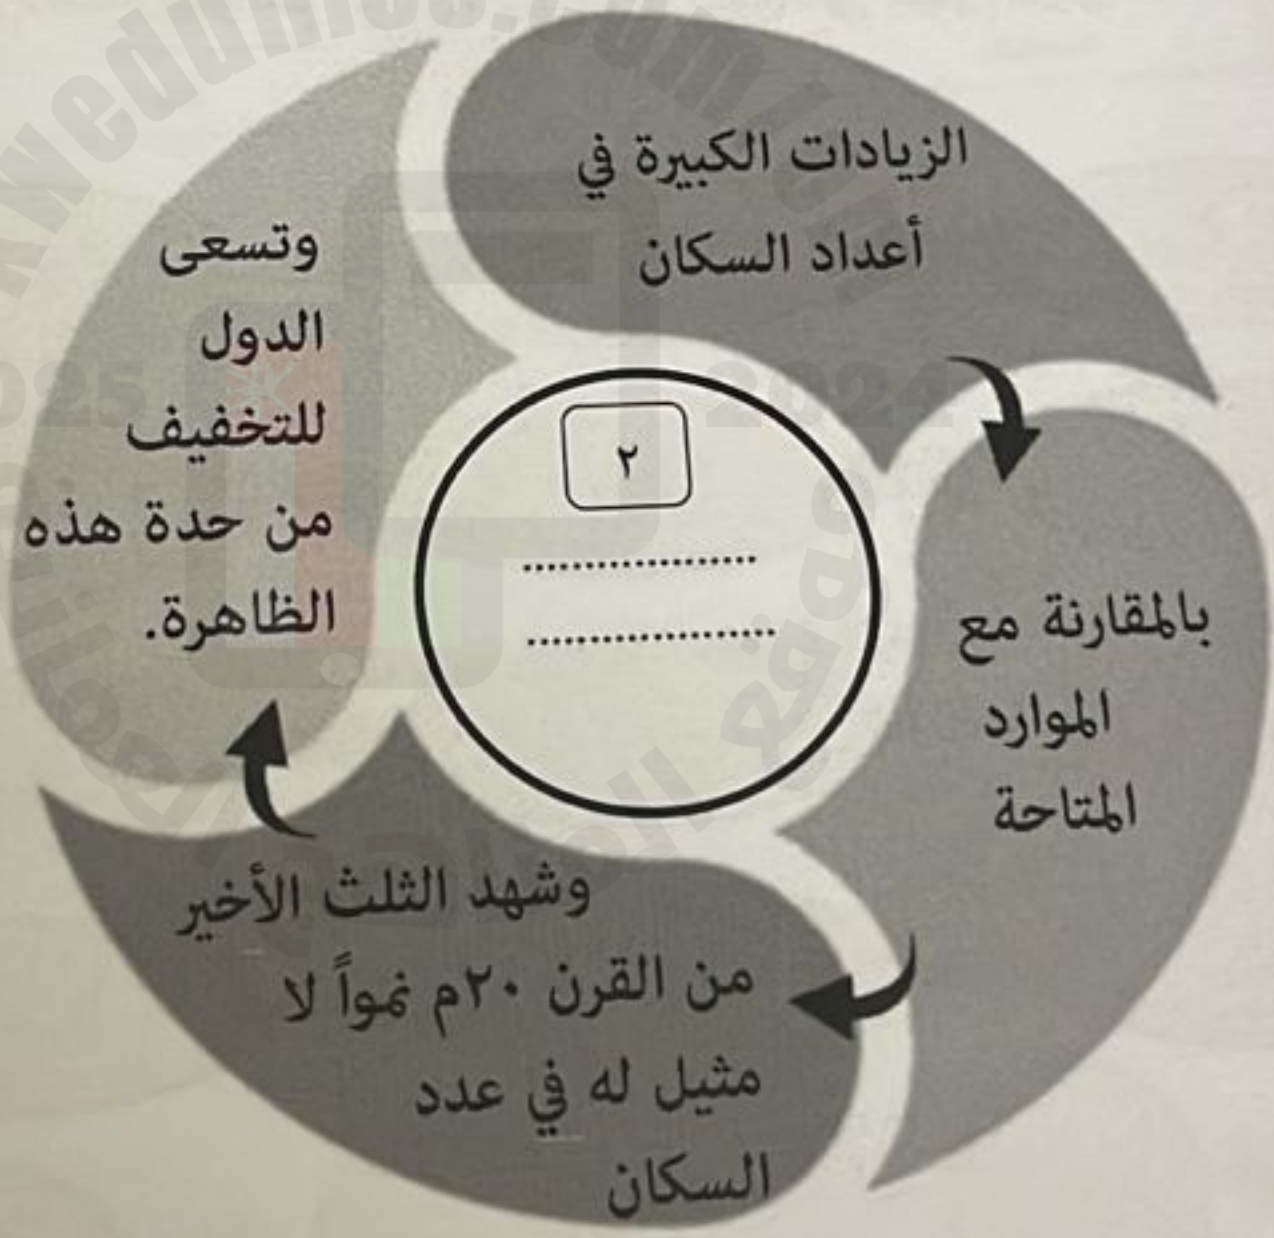 الزيادات الكبيرة في
أعداد السكان
بالمقارنة مع
الموارد
المتاحة
وشهد الثلث الأخير
من القرن ٢٠م نمواً لا
مثيل له في عدد
السكان
وتسعى
الدول
للتخفيف
من حدة هذه
الظاهرة.
٢
....................
....................
2024